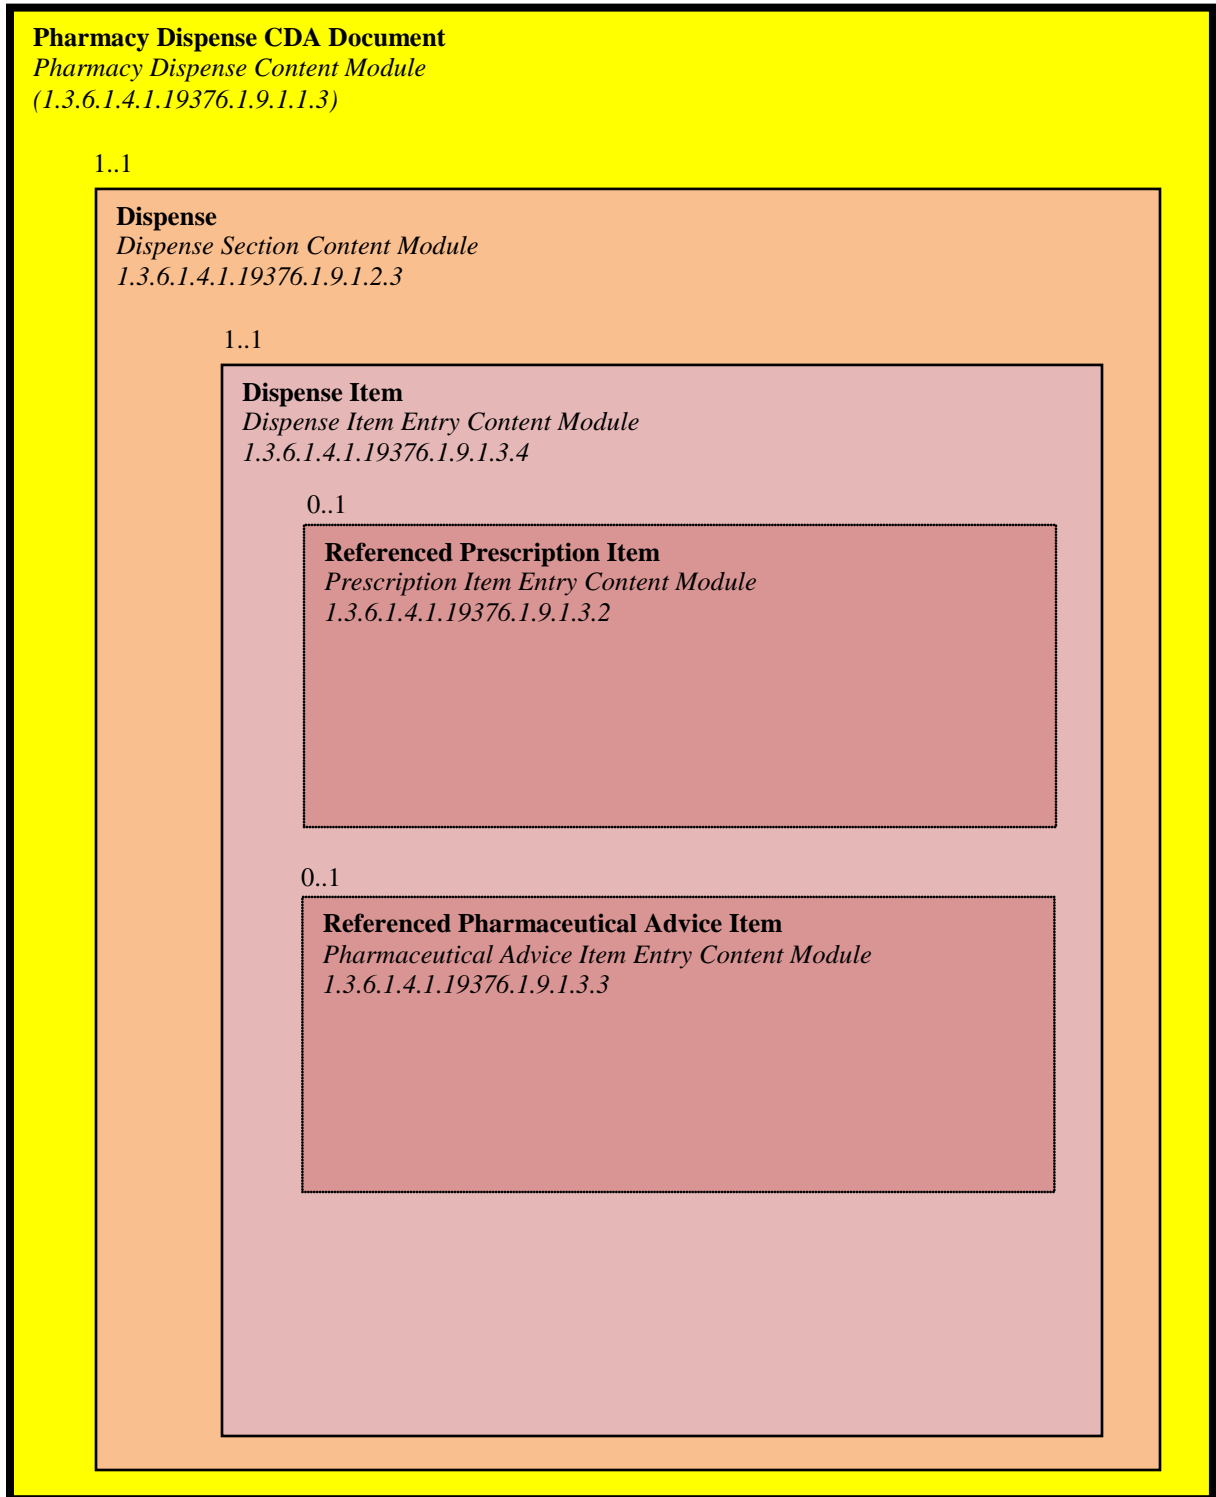 Pharmacy Dispense CDA Document
Pharmacy Dispense Content Module
(1.3.6.1.4.1.19376.1.9.1.1.3)
1..1
Dispense
Dispense Section Content Module
1.3.6.1.4.1.19376.1.9.1.2.3
1..1
Dispense Item
Dispense Item Entry Content Module
1.3.6.1.4.1.19376.1.9.1.3.4
0..1
Referenced Prescription Item
Prescription Item Entry Content Module
1.3.6.1.4.1.19376.1.9.1.3.2
0..1
Referenced Pharmaceutical Advice Item
Pharmaceutical Advice Item Entry Content Module
1.3.6.1.4.1.19376.1.9.1.3.3